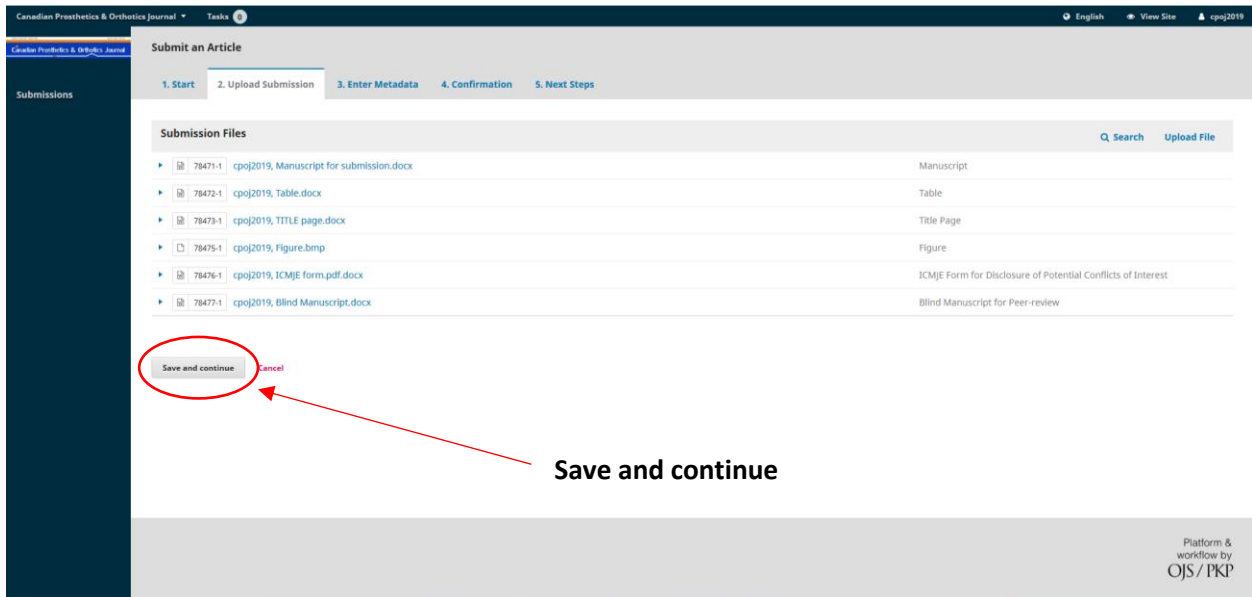 Canadian Prosthetics & Orthotics Journal Tasks 0 English View Site cpoj2019
Canadian Prosthetics & Orthotics Journal
Submissions
Submit an Article
1. Start 2. Upload Submission 3. Enter Metadata 4. Confirmation 5. Next Steps
Submission Files Search Upload File
78471-1 cpoj2019, Manuscript for submission.docx Manuscript
78472-1 cpoj2019, Table.docx Table
78473-1 cpoj2019, TITLE page.docx Title Page
78475-1 cpoj2019, Figure.bmp Figure
78476-1 cpoj2019, ICMJE form.pdf.docx ICMJE Form for Disclosure of Potential Conflicts of Interest
78477-1 cpoj2019, Blind Manuscript.docx Blind Manuscript for Peer-review
Save and continue Cancel
Save and continue
Platform &
workflow by
OJS / PKP